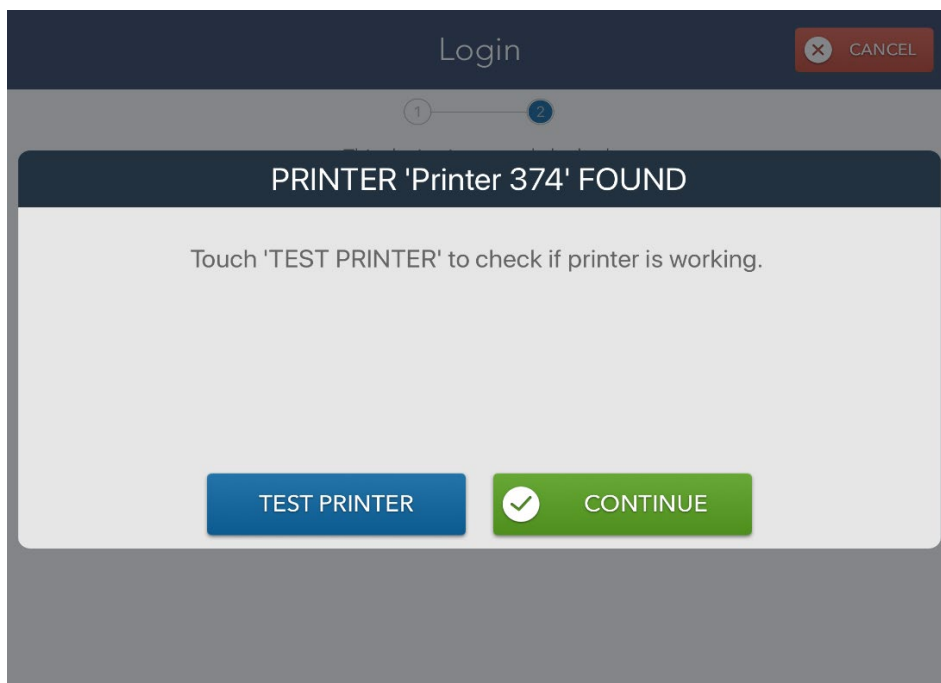 Login
CANCEL
1
2
PRINTER 'Printer 374' FOUND
Touch 'TEST PRINTER' to check if printer is working.
TEST PRINTER
CONTINUE